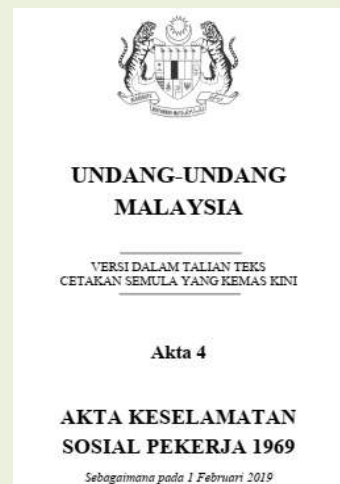 UNDANG-UNDANG
MALAYSIA
VERSI DALAM TALIAN TEKS
CETAKAN SEMULA YANG KEMAS KINI
Akta 4
AKTA KESELAMATAN
SOSIAL PEKERJA 1969
Sebagaimana pada 1 Februari 2019